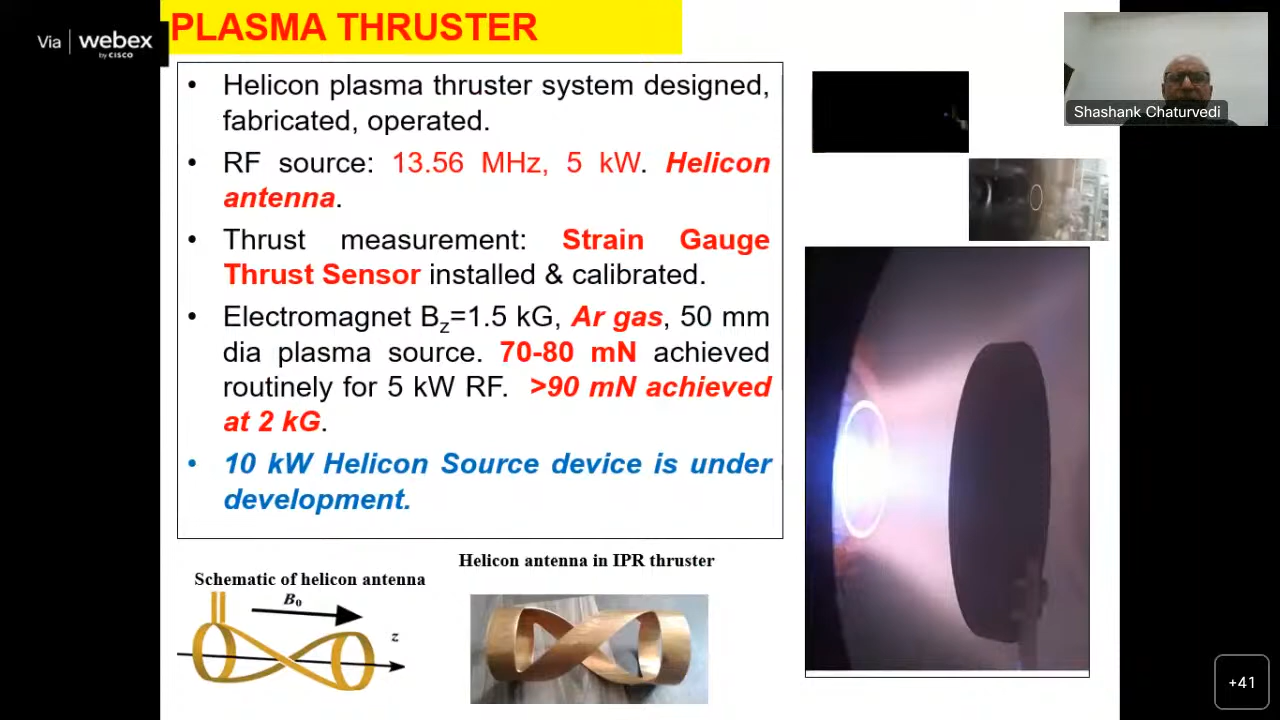 PLASMA THRUSTER
Via webex
by CISCO
• Helicon plasma thruster system designed,
fabricated, operated.
• RF source: 13.56 MHz, 5 kW. Helicon
antenna.
• Thrust measurement: Strain Gauge
Thrust Sensor installed & calibrated.
• Electromagnet Bz=1.5 kG, Ar gas, 50 mm
dia plasma source. 70-80 mN achieved
routinely for 5 kW RF. >90 mN achieved
at 2 kG.
• 10 kW Helicon Source device is under
development.
Schematic of helicon antenna
B0
z
Helicon antenna in IPR thruster
Shashank Chaturvedi
+41